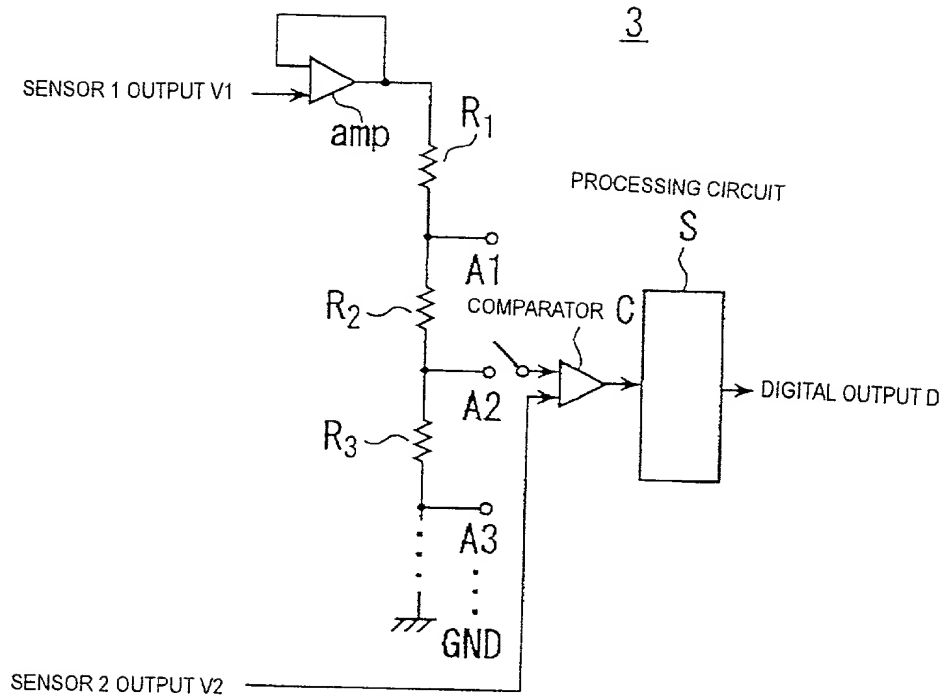 3
SENSOR 1 OUTPUT V1
amp
R1
PROCESSING CIRCUIT
S
A1
R2
COMPARATOR C
A2
DIGITAL OUTPUT D
R3
A3
GND
SENSOR 2 OUTPUT V2